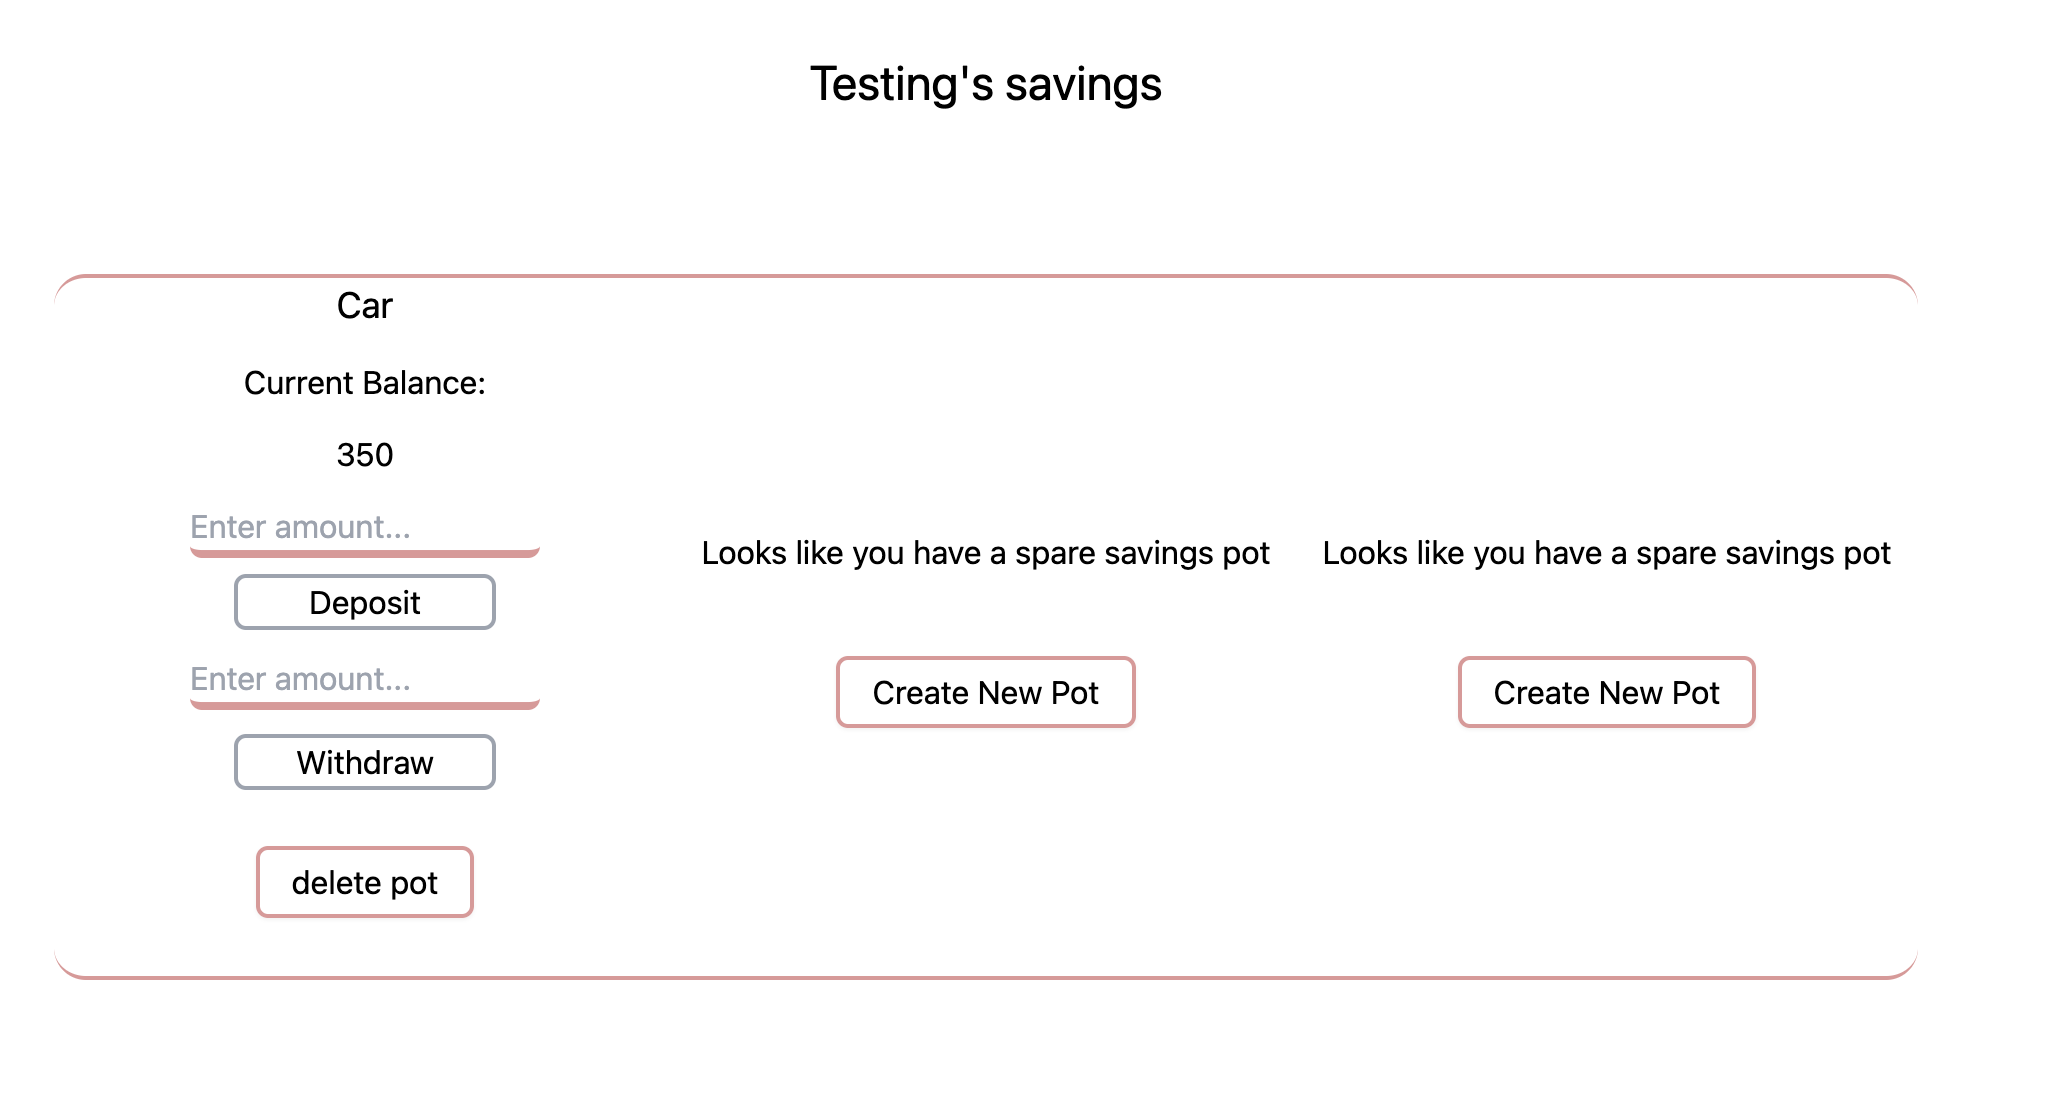 Testing's savings
Car
Current Balance:
350
Enter amount...
Deposit
Enter amount...
Withdraw
delete pot
Looks like you have a spare savings pot
Create New Pot
Looks like you have a spare savings pot
Create New Pot